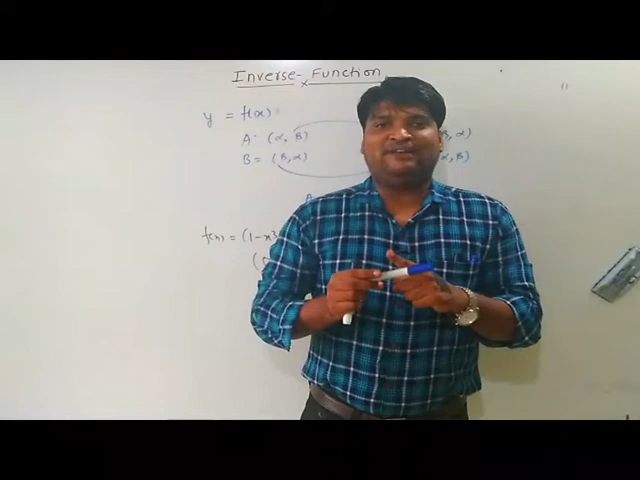 Inverse- Function
y = f(x)
A. (α, β) β, α)
B = (β, α) α, β)
A
f(x) = (1-x3
(